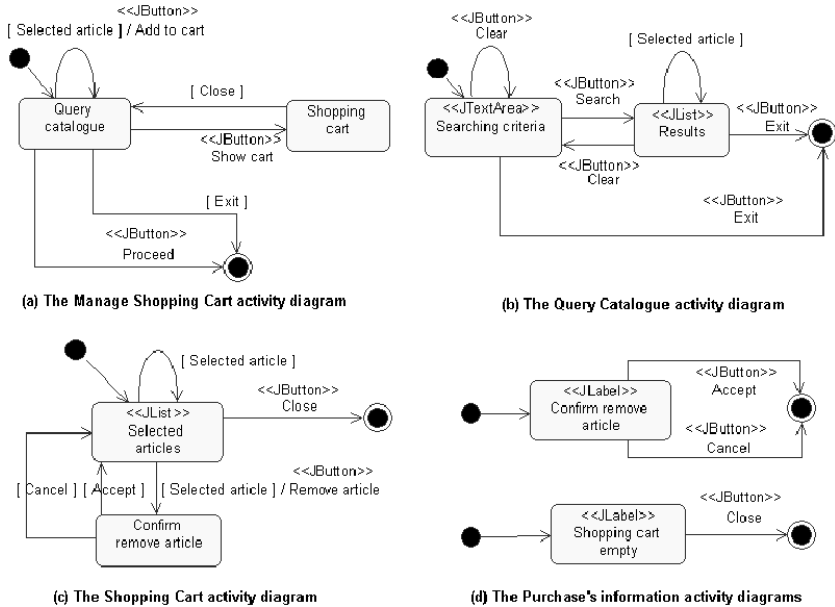 <<JButton>>
[ Selected article ] / Add to cart
Query
catalogue
[ Close ]
Shopping
cart
<<JButton>>
Show cart
[ Exit ]
<<JButton>>
Proceed
(a) The Manage Shopping Cart activity diagram
<<JButton>>
Clear
[ Selected article ]
<<JTextArea>>
Searching criteria
<<JButton>>
Search
<<JList>>
Results
<<JButton>>
Exit
<<JButton>>
Clear
<<JButton>>
Exit
(b) The Query Catalogue activity diagram
[ Selected article ]
<<JList>>
Selected
articles
<<JButton>>
Close
<<JButton>>
[ Cancel ] [ Accept ] [ Selected article ] / Remove article
Confirm
remove article
(c) The Shopping Cart activity diagram
<<JLabel>>
Confirm remove
article
<<JButton>>
Accept
<<JButton>>
Cancel
<<JLabel>>
Shopping cart
empty
<<JButton>>
Close
(d) The Purchase's information activity diagrams